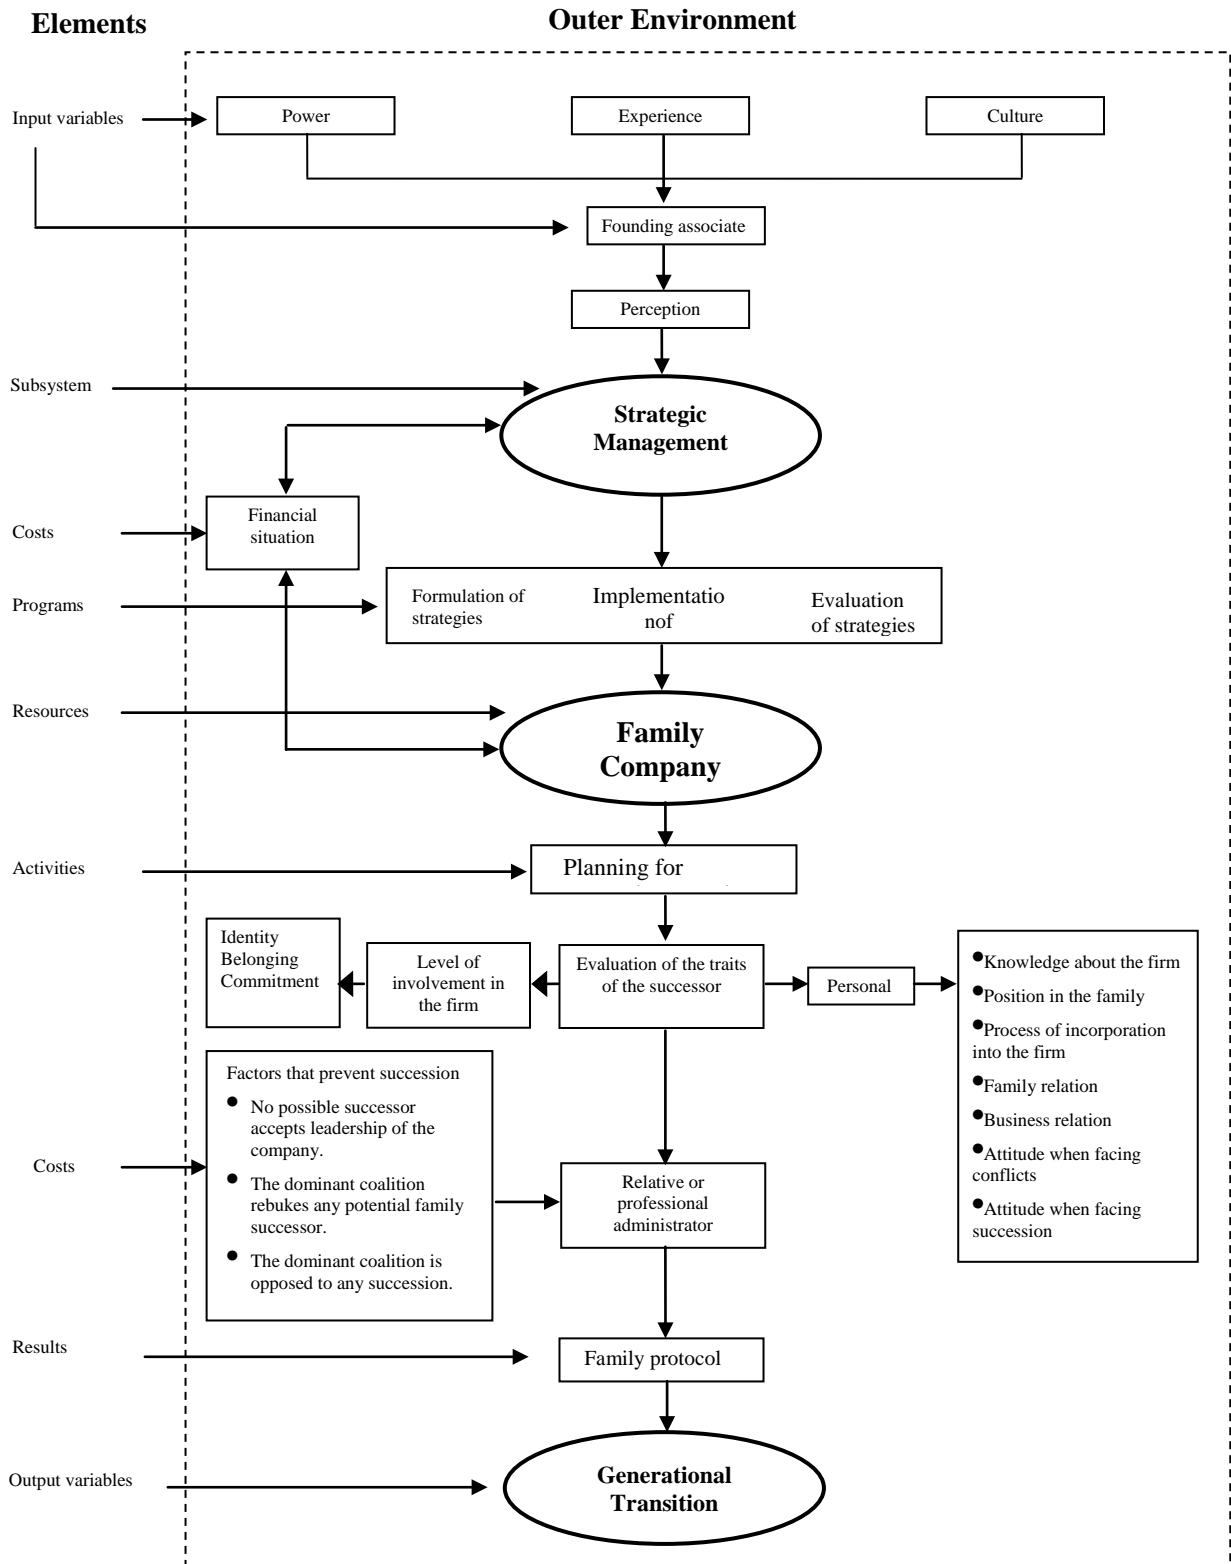 Elements
Outer Environment
Input variables
Power
Experience
Culture
Founding associate
Perception
Subsystem
Strategic
Management
Costs
Financial
situation
Programs
Formulation of
strategies
Implementatio
nof
Evaluation
of strategies
Resources
Family
Company
Activities
Planning for
Identity
Belonging
Commitment
Level of
involvement in
the firm
Evaluation of the traits
of the successor
Personal
●Knowledge about the firm
●Position in the family
●Process of incorporation
into the firm
●Family relation
●Business relation
●Attitude when facing
conflicts
●Attitude when facing
succession
Costs
Factors that prevent succession
● No possible successor
accepts leadership of the
company.
● The dominant coalition
rebukes any potential family
successor.
● The dominant coalition is
opposed to any succession.
Relative or
professional
administrator
Results
Family protocol
Output variables
Generational
Transition